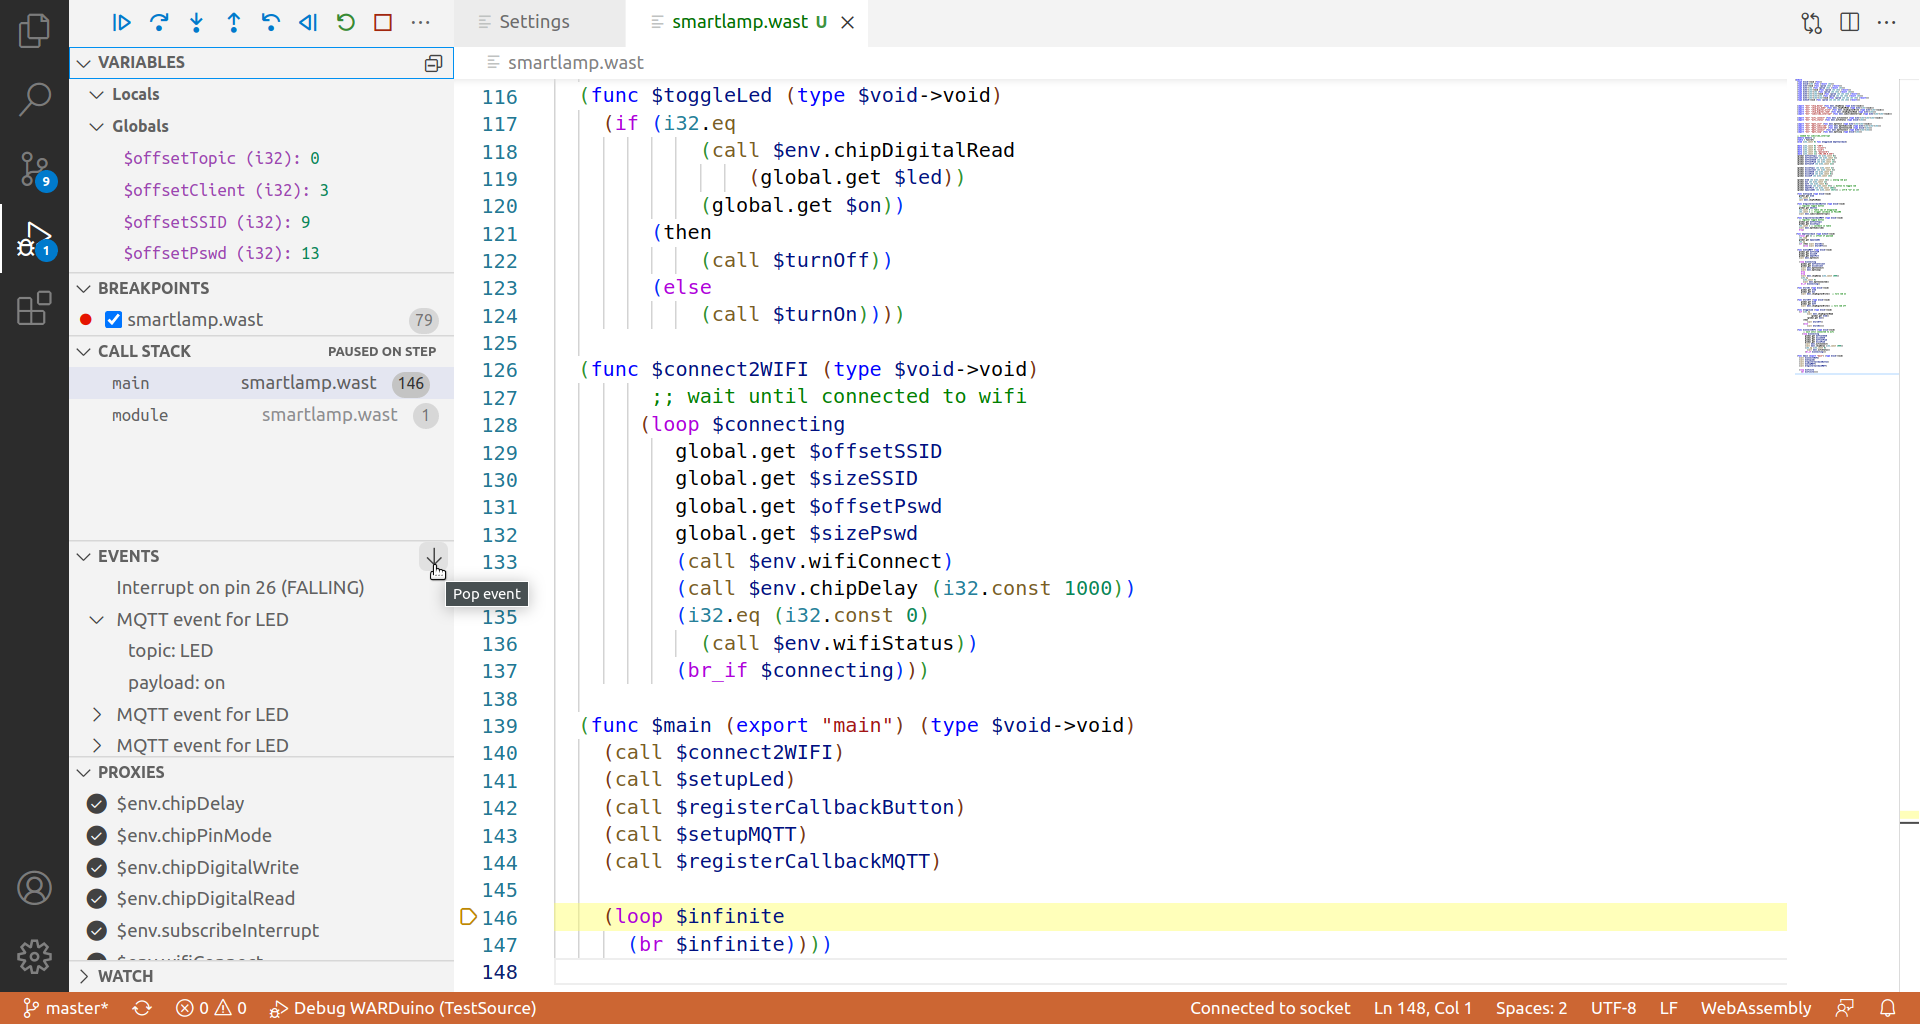 Settings
smartlamp.wast U
VARIABLES
Locals
Globals
$offsetTopic (i32): 0
$offsetClient (i32): 3
$offsetSSID (i32): 9
$offsetPswd (i32): 13
BREAKPOINTS
smartlamp.wast 79
CALL STACK PAUSED ON STEP
main smartlamp.wast 146
module smartlamp.wast 1
EVENTS
Interrupt on pin 26 (FALLING)
MQTT event for LED
topic: LED
payload: on
MQTT event for LED
MQTT event for LED
Pop event
PROXIES
$env.chipDelay
$env.chipPinMode
$env.chipDigitalWrite
$env.chipDigitalRead
$env.subscribeInterrupt
$env.wifiConnect
WATCH
9
1
smartlamp.wast
116 (func $toggleLed (type $void->void)
117 (if (i32.eq
118 (call $env.chipDigitalRead
119 (global.get $led))
120 (global.get $on))
121 (then
122 (call $turnOff))
123 (else
124 (call $turnOn))))
125
126 (func $connect2WIFI (type $void->void)
127 ;; wait until connected to wifi
128 (loop $connecting
129 global.get $offsetSSID
130 global.get $sizeSSID
131 global.get $offsetPswd
132 global.get $sizePswd
133 (call $env.wifiConnect)
(call $env.chipDelay (i32.const 1000))
135 (i32.eq (i32.const 0)
136 (call $env.wifiStatus))
137 (br_if $connecting)))
138
139 (func $main (export "main") (type $void->void)
140 (call $connect2WIFI)
141 (call $setupLed)
142 (call $registerCallbackButton)
143 (call $setupMQTT)
144 (call $registerCallbackMQTT)
145
146 (loop $infinite
147 (br $infinite))))
148
master* 0 0 Debug WARDuino (TestSource) Connected to socket Ln 148, Col 1 Spaces: 2 UTF-8 LF WebAssembly